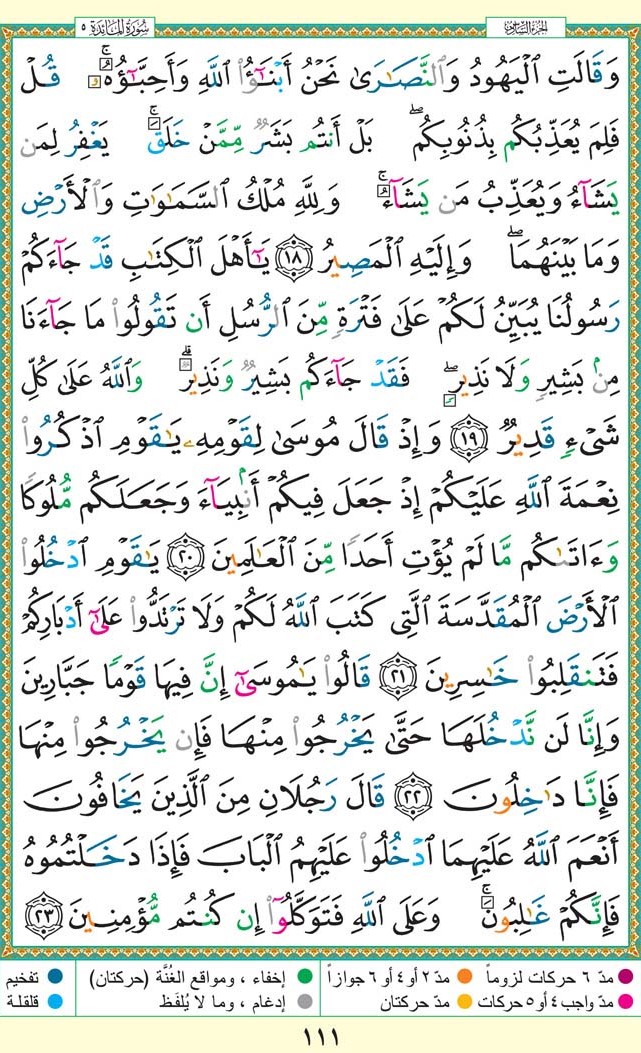 الجزء السادس
سورة المائدة ٥
وَقَالَتِ ٱلْيَهُودُ وَٱلنَّصَٰرَىٰ نَحْنُ أَبْنَٰٓؤُا۟ ٱللَّهِ وَأَحِبَّٰٓؤُهُۥ ۚ قُلْ
فَلِمَ يُعَذِّبُكُم بِذُنُوبِكُم ۖ بَلْ أَنتُم بَشَرٌ مِّمَّنْ خَلَقَ ۚ يَغْفِرُ لِمَن
يَشَآءُ وَيُعَذِّبُ مَن يَشَآءُ ۚ وَلِلَّهِ مُلْكُ ٱلسَّمَٰوَٰتِ وَٱلْأَرْضِ
وَمَا بَيْنَهُمَا ۖ وَإِلَيْهِ ٱلْمَصِيرُ ١٨ يَٰٓأَهْلَ ٱلْكِتَٰبِ قَدْ جَآءَكُمْ
رَسُولُنَا يُبَيِّنُ لَكُمْ عَلَىٰ فَتْرَةٍ مِّنَ ٱلرُّسُلِ أَن تَقُولُوا۟ مَا جَآءَنَا
مِنۢ بَشِيرٍ وَلَا نَذِيرٍ ۖ فَقَدْ جَآءَكُم بَشِيرٌ وَنَذِيرٌ ۗ وَٱللَّهُ عَلَىٰ كُلِّ
شَىْءٍ قَدِيرٌ ١٩ وَإِذْ قَالَ مُوسَىٰ لِقَوْمِهِۦ يَٰقَوْمِ ٱذْكُرُوا۟
نِعْمَةَ ٱللَّهِ عَلَيْكُمْ إِذْ جَعَلَ فِيكُمْ أَنۢبِيَآءَ وَجَعَلَكُم مُّلُوكًا
وَءَاتَىٰكُم مَّا لَمْ يُؤْتِ أَحَدًا مِّنَ ٱلْعَٰلَمِينَ ٢٠ يَٰقَوْمِ ٱدْخُلُوا۟
ٱلْأَرْضَ ٱلْمُقَدَّسَةَ ٱلَّتِى كَتَبَ ٱللَّهُ لَكُمْ وَلَا تَرْتَدُّوا۟ عَلَىٰٓ أَدْبَارِكُمْ
فَتَنقَلِبُوا۟ خَٰسِرِينَ ٢١ قَالُوا۟ يَٰمُوسَىٰٓ إِنَّ فِيهَا قَوْمًا جَبَّارِينَ
وَإِنَّا لَن نَّدْخُلَهَا حَتَّىٰ يَخْرُجُوا۟ مِنْهَا فَإِن يَخْرُجُوا۟ مِنْهَا
فَإِنَّا دَٰخِلُونَ ٢٢ قَالَ رَجُلَانِ مِنَ ٱلَّذِينَ يَخَافُونَ
أَنْعَمَ ٱللَّهُ عَلَيْهِمَا ٱدْخُلُوا۟ عَلَيْهِمُ ٱلْبَابَ فَإِذَا دَخَلْتُمُوهُ
فَإِنَّكُمْ غَٰلِبُونَ ۚ وَعَلَى ٱللَّهِ فَتَوَكَّلُوٓا۟ إِن كُنتُم مُّؤْمِنِينَ ٢٣
مدّ ٦ حركات لزوماً مدّ ٢ أو ٤ أو ٦ جوازاً إخفاء ، ومواقع الغُنَّة (حركتان) تفخيم
مدّ واجب ٤ أو ٥ حركات مدّ حركتان إدغام ، وما لا يُلفَظ قلقلة
١١١